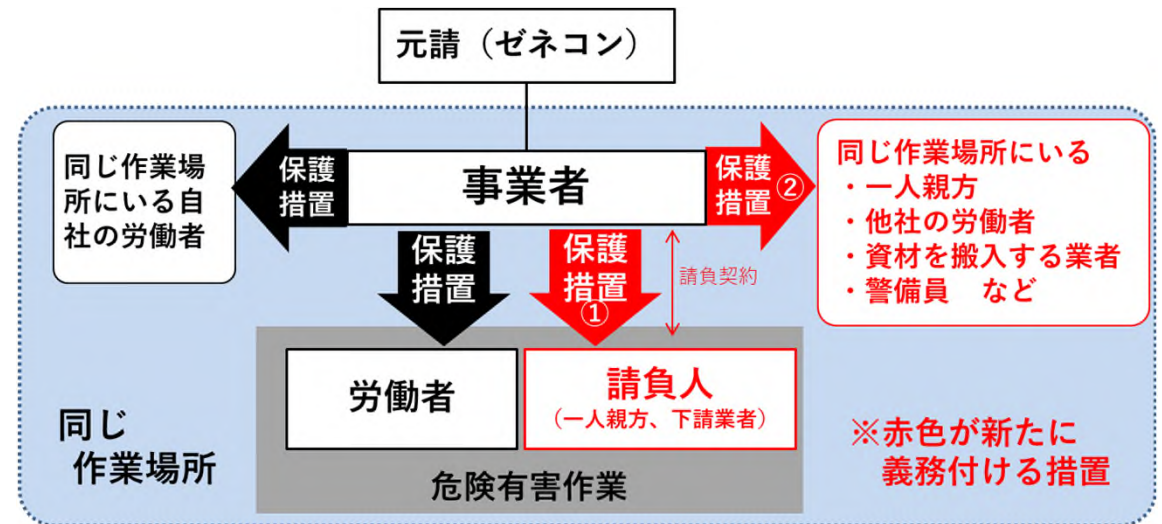 元請（ゼネコン）
同じ作業場
所にいる自
社の労働者
保護
措置
事業者
保護
措置②
同じ作業場所にいる
・一人親方
・他社の労働者
・資材を搬入する業者
・警備員　など
保護
措置
保護
措置
①
請負契約
労働者
請負人
（一人親方、下請業者）
同じ
作業場所
危険有害作業
※赤色が新たに
義務付ける措置